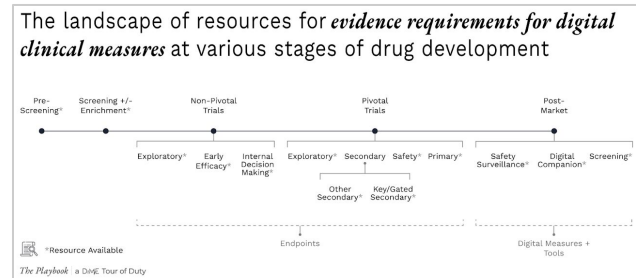 The landscape of resources for evidence requirements for digital
clinical measures at various stages of drug development
Pre-
Screening*
Screening +/-
Enrichment*
Non-Pivotal
Trials
Pivotal
Trials
Post-
Market
Exploratory*
Early
Efficacy*
Internal
Decision
Making*
Exploratory*
Secondary
Safety*
Primary*
Safety
Surveillance*
Digital
Companion*
Screening*
Other
Secondary*
Key/Gated
Secondary*
Endpoints
Digital Measures +
Tools
*Resource Available
The Playbook | a DiMe Tour of Duty